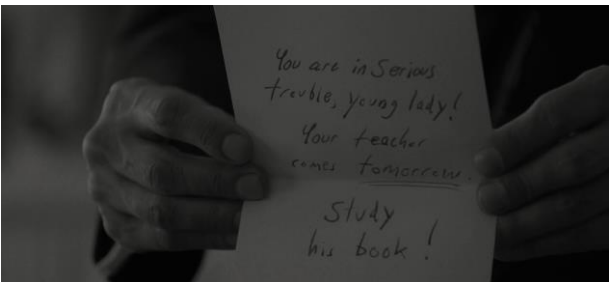 You are in Serious
trouble, young lady!
Your teacher
comes tomorrow.
Study
his book!